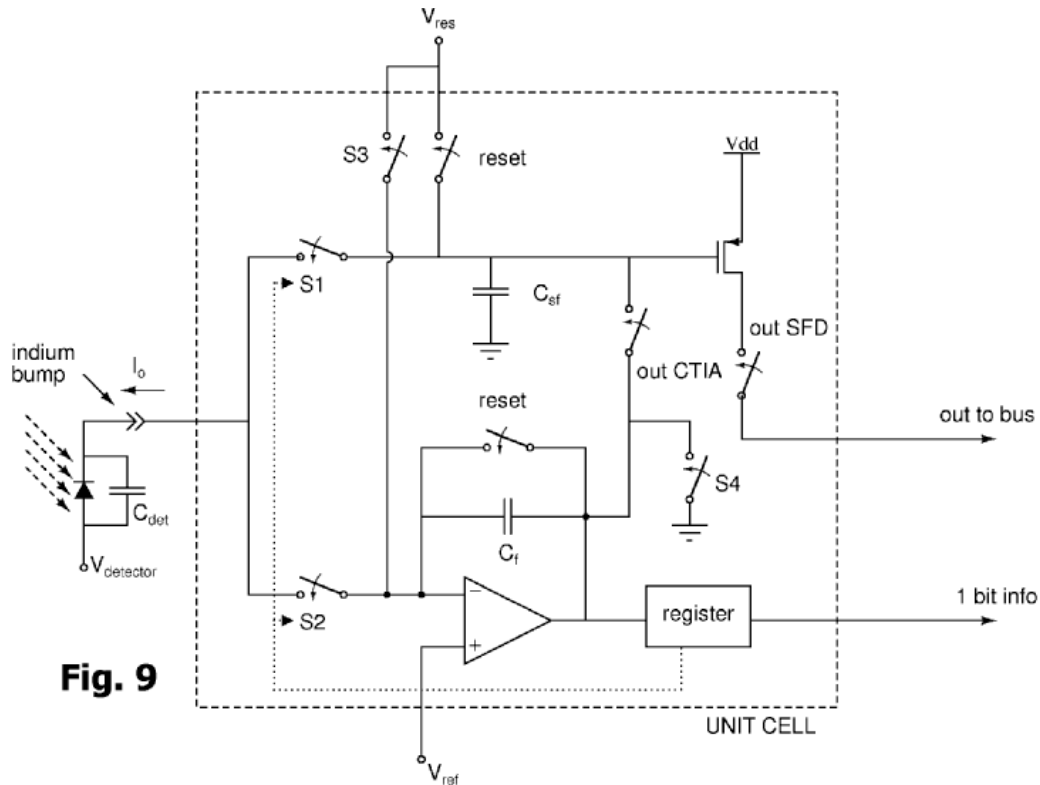 Vres
S3
reset
Vdd
S1
Csf
out SFD
out CTIA
indium
bump
Io
reset
out to bus
S4
Cdet
Cf
Vdetector
S2
−
+
register
1 bit info
Fig. 9
UNIT CELL
Vref